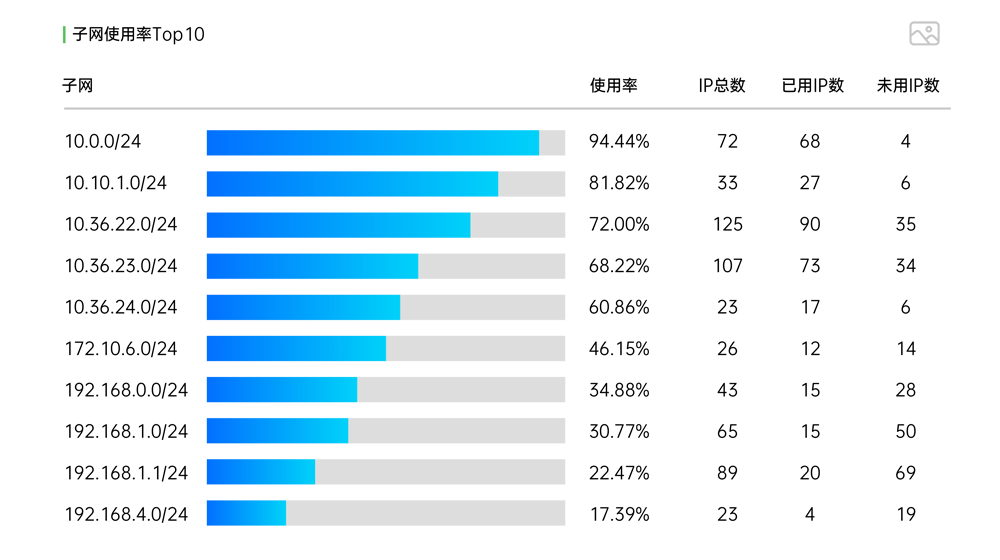 子网使用率Top10
子网 使用率 IP总数 已用IP数 未用IP数
10.0.0/24 94.44% 72 68 4
10.10.1.0/24 81.82% 33 27 6
10.36.22.0/24 72.00% 125 90 35
10.36.23.0/24 68.22% 107 73 34
10.36.24.0/24 60.86% 23 17 6
172.10.6.0/24 46.15% 26 12 14
192.168.0.0/24 34.88% 43 15 28
192.168.1.0/24 30.77% 65 15 50
192.168.1.1/24 22.47% 89 20 69
192.168.4.0/24 17.39% 23 4 19